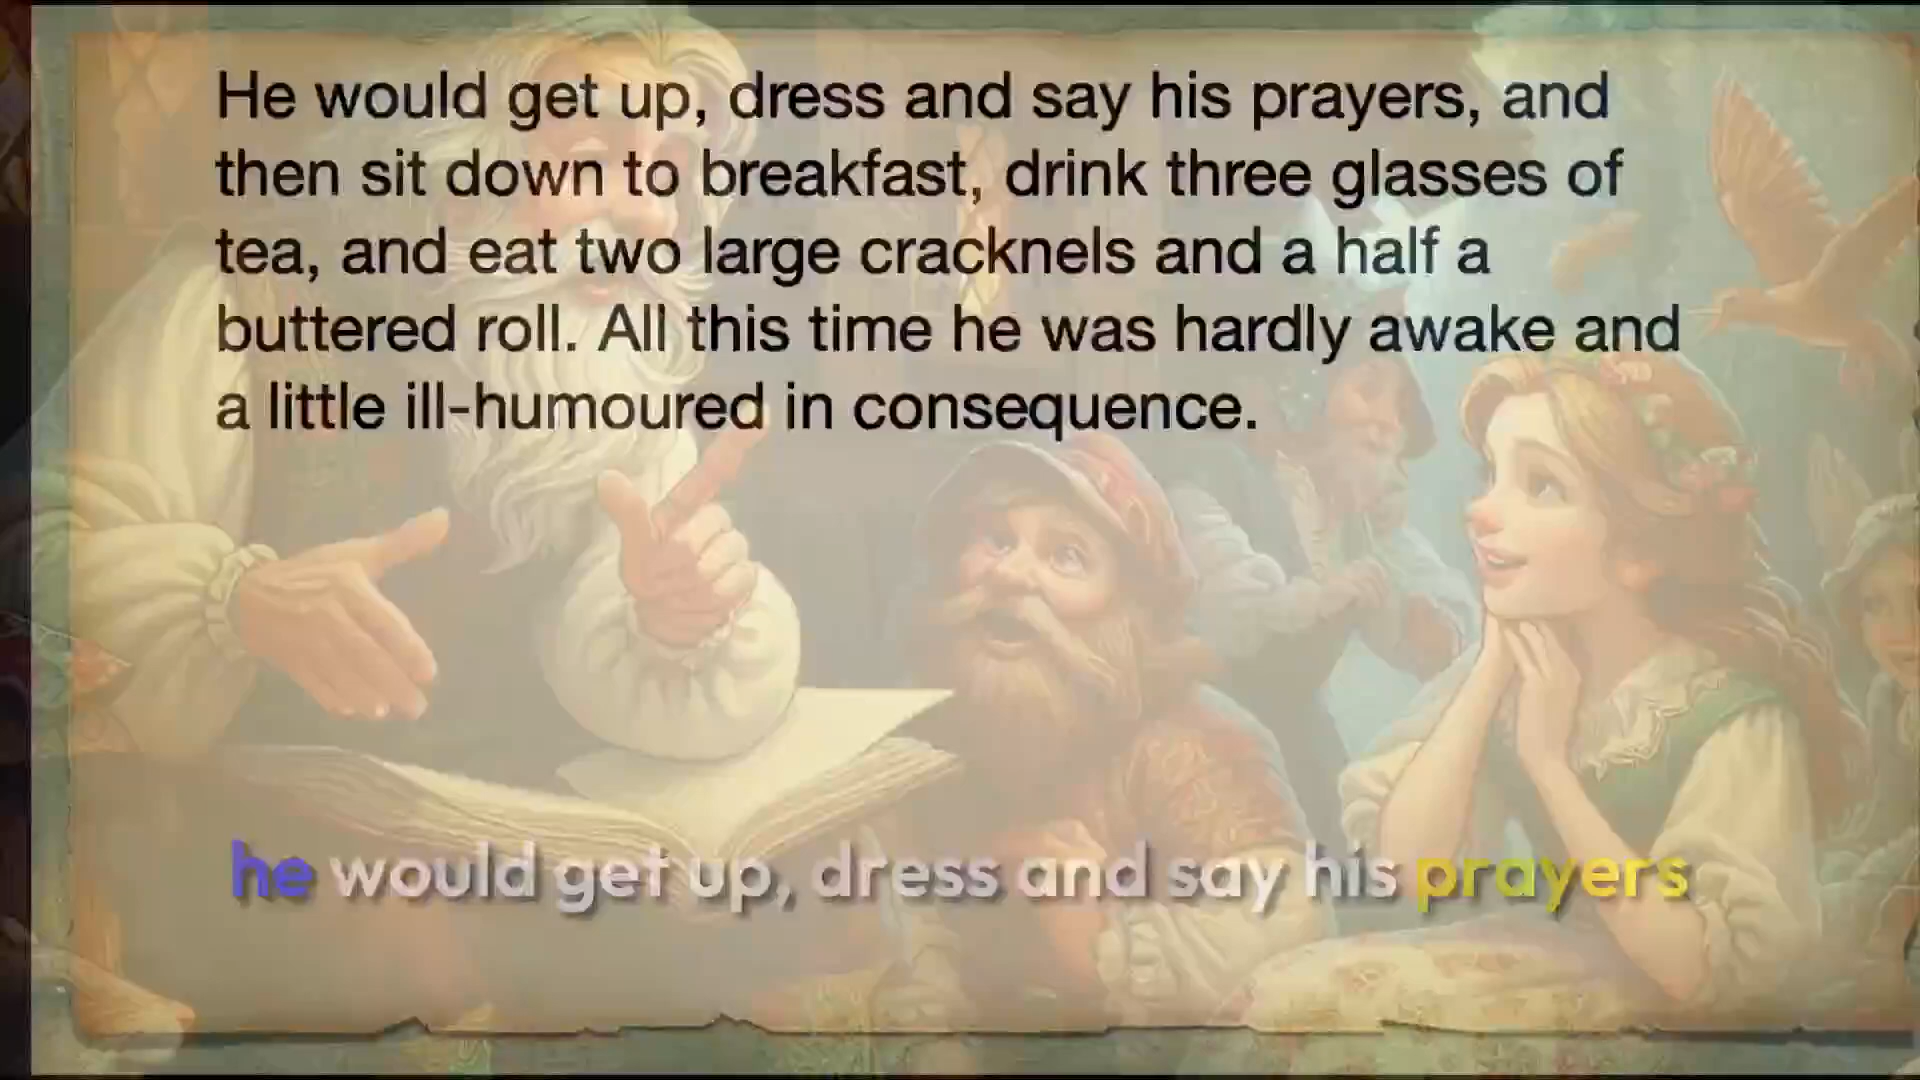 He would get up, dress and say his prayers, and
then sit down to breakfast, drink three glasses of
tea, and eat two large cracknels and a half a
buttered roll. All this time he was hardly awake and
a little ill-humoured in consequence.
he would get up, dress and say his prayers